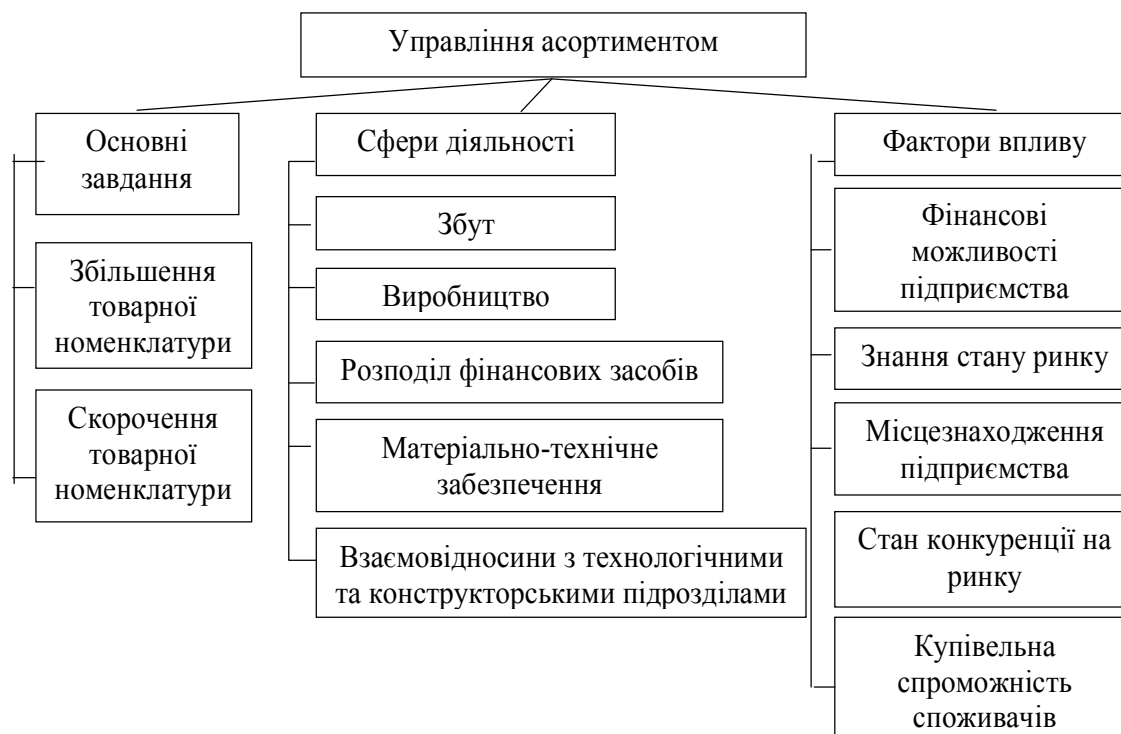 Управління асортиментом
Основні
завдання
Збільшення
товарної
номенклатури
Скорочення
товарної
номенклатури
Сфери діяльності
Збут
Виробництво
Розподіл фінансових засобів
Матеріально-технічне
забезпечення
Взаємовідносини з технологічними
та конструкторськими підрозділами
Фактори впливу
Фінансові
можливості
підприємства
Знання стану ринку
Місцезнаходження
підприємства
Стан конкуренції на
ринку
Купівельна
спроможність
споживачів